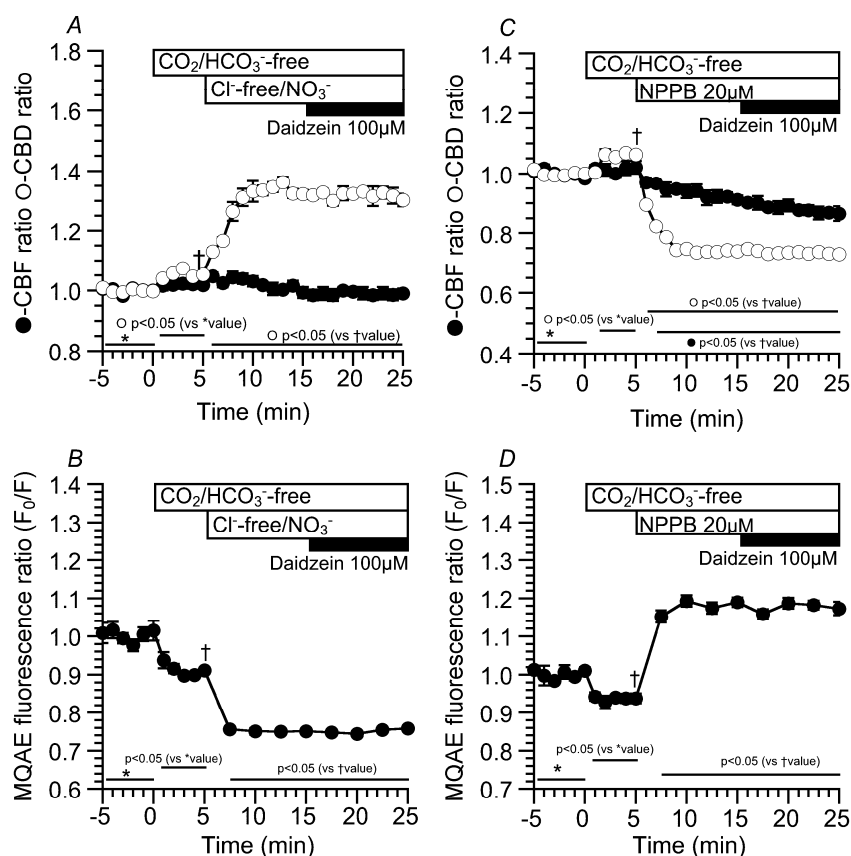 A
1.8
1.6
1.4
1.2
1.0
0.8
●-CBF ratio O-CBD ratio
CO₂/HCO₃⁻-free
Cl⁻-free/NO₃⁻
Daidzein 100µM
†
○ p<0.05 (vs *value)
*
○ p<0.05 (vs †value)
-5 0 5 10 15 20 25
Time (min)
C
1.4
1.2
1.0
0.8
0.6
0.4
●-CBF ratio O-CBD ratio
CO₂/HCO₃⁻-free
NPPB 20µM
Daidzein 100µM
†
○ p<0.05 (vs †value)
○ p<0.05 (vs *value)
*
● p<0.05 (vs †value)
-5 0 5 10 15 20 25
Time (min)
B
1.4
1.3
1.2
1.1
1.0
0.9
0.8
0.7
0.6
MQAE fluorescence ratio (F₀/F)
CO₂/HCO₃⁻-free
Cl⁻-free/NO₃⁻
Daidzein 100µM
†
p<0.05 (vs *value)
*
p<0.05 (vs †value)
-5 0 5 10 15 20 25
Time (min)
D
1.5
1.4
1.3
1.2
1.1
1.0
0.9
0.8
0.7
MQAE fluorescence ratio (F₀/F)
CO₂/HCO₃⁻-free
NPPB 20µM
Daidzein 100µM
†
p<0.05 (vs *value)
*
p<0.05 (vs †value)
-5 0 5 10 15 20 25
Time (min)